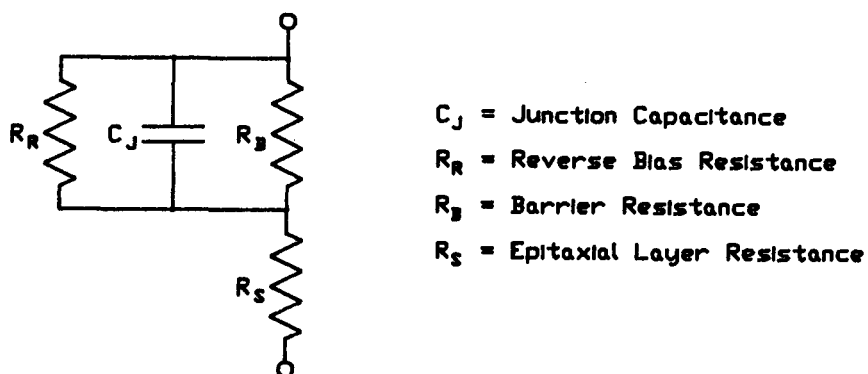 R_R
C_J
R_B
R_S
C_J = Junction Capacitance
R_R = Reverse Bias Resistance
R_B = Barrier Resistance
R_S = Epitaxial Layer Resistance